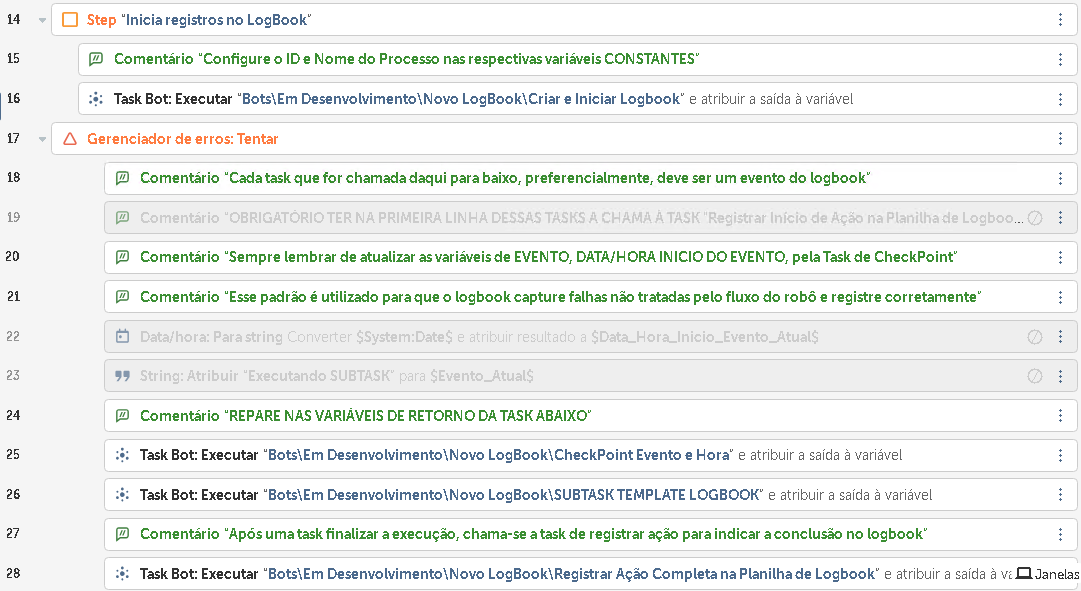 14 Step “Inicia registros no LogBook”
15 Comentário “Configure o ID e Nome do Processo nas respectivas variáveis CONSTANTES”
16 Task Bot: Executar “Bots\Em Desenvolvimento\Novo LogBook\Criar e Iniciar Logbook” e atribuir a saída à variável
17 Gerenciador de erros: Tentar
18 Comentário “Cada task que for chamada daqui para baixo, preferencialmente, deve ser um evento do logbook”
19 Comentário “OBRIGATÓRIO TER NA PRIMEIRA LINHA DESSAS TASKS A CHAMA À TASK “Registrar Início de Ação na Planilha de Logboo...
20 Comentário “Sempre lembrar de atualizar as variáveis de EVENTO, DATA/HORA INICIO DO EVENTO, pela Task de CheckPoint”
21 Comentário “Esse padrão é utilizado para que o logbook capture falhas não tratadas pelo fluxo do robô e registre corretamente”
22 Data/hora: Para string Converter $System:Date$ e atribuir resultado a $Data_Hora_Inicio_Evento_Atual$
23 String: Atribuir “Executando SUBTASK” para $Evento_Atual$
24 Comentário “REPARE NAS VARIÁVEIS DE RETORNO DA TASK ABAIXO”
25 Task Bot: Executar “Bots\Em Desenvolvimento\Novo LogBook\CheckPoint Evento e Hora” e atribuir a saída à variável
26 Task Bot: Executar “Bots\Em Desenvolvimento\Novo LogBook\SUBTASK TEMPLATE LOGBOOK” e atribuir a saída à variável
27 Comentário “Após uma task finalizar a execução, chama-se a task de registrar ação para indicar a conclusão no logbook”
28 Task Bot: Executar “Bots\Em Desenvolvimento\Novo LogBook\Registrar Ação Completa na Planilha de Logbook” e atribuir a saída à va Janelas